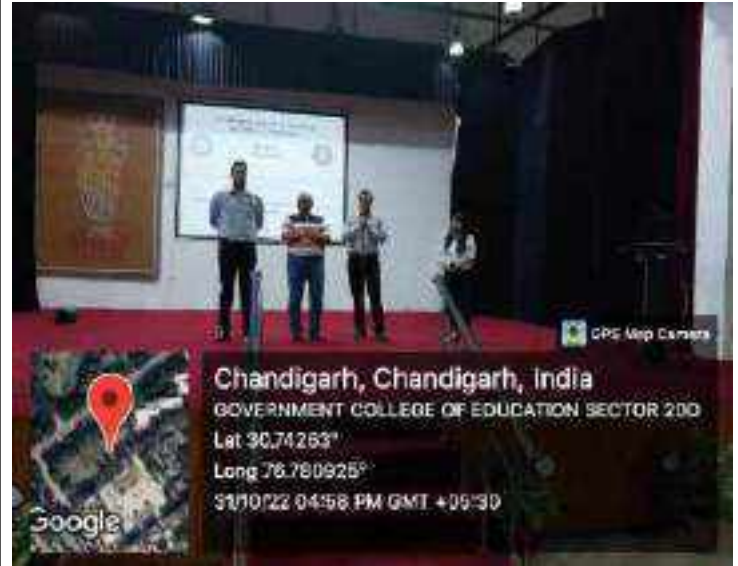 GPS Map Camera
Chandigarh, Chandigarh, India
GOVERNMENT COLLEGE OF EDUCATION SECTOR 20D
Lat 30.74263°
Long 76.780925°
31/10/22 04:58 PM GMT +05:30
Google